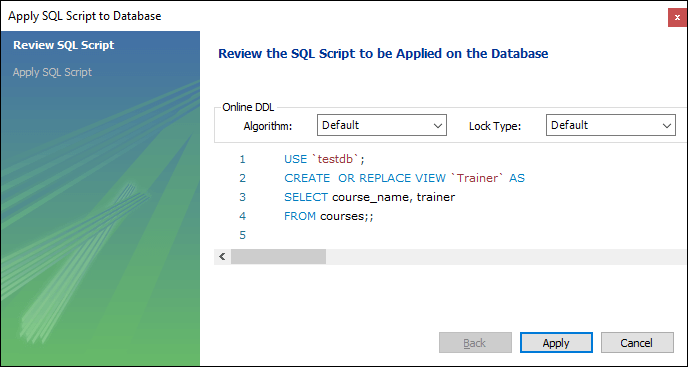 Apply SQL Script to Database
Review SQL Script
Apply SQL Script
Review the SQL Script to be Applied on the Database
Online DDL
Algorithm: Default Lock Type: Default
1 USE `testdb`;
2 CREATE  OR REPLACE VIEW `Trainer` AS
3 SELECT course_name, trainer
4 FROM courses;;
5
Back Apply Cancel